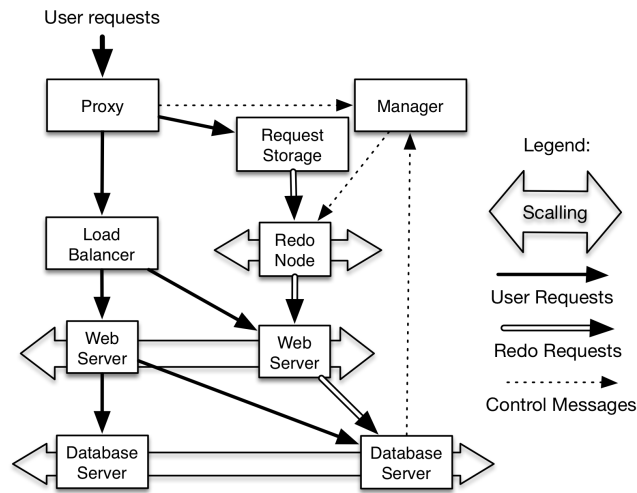 User requests
Proxy
Manager
Request
Storage
Load
Balancer
Redo
Node
Web
Server
Web
Server
Database
Server
Database
Server
Legend:
Scalling
User Requests
Redo Requests
Control Messages